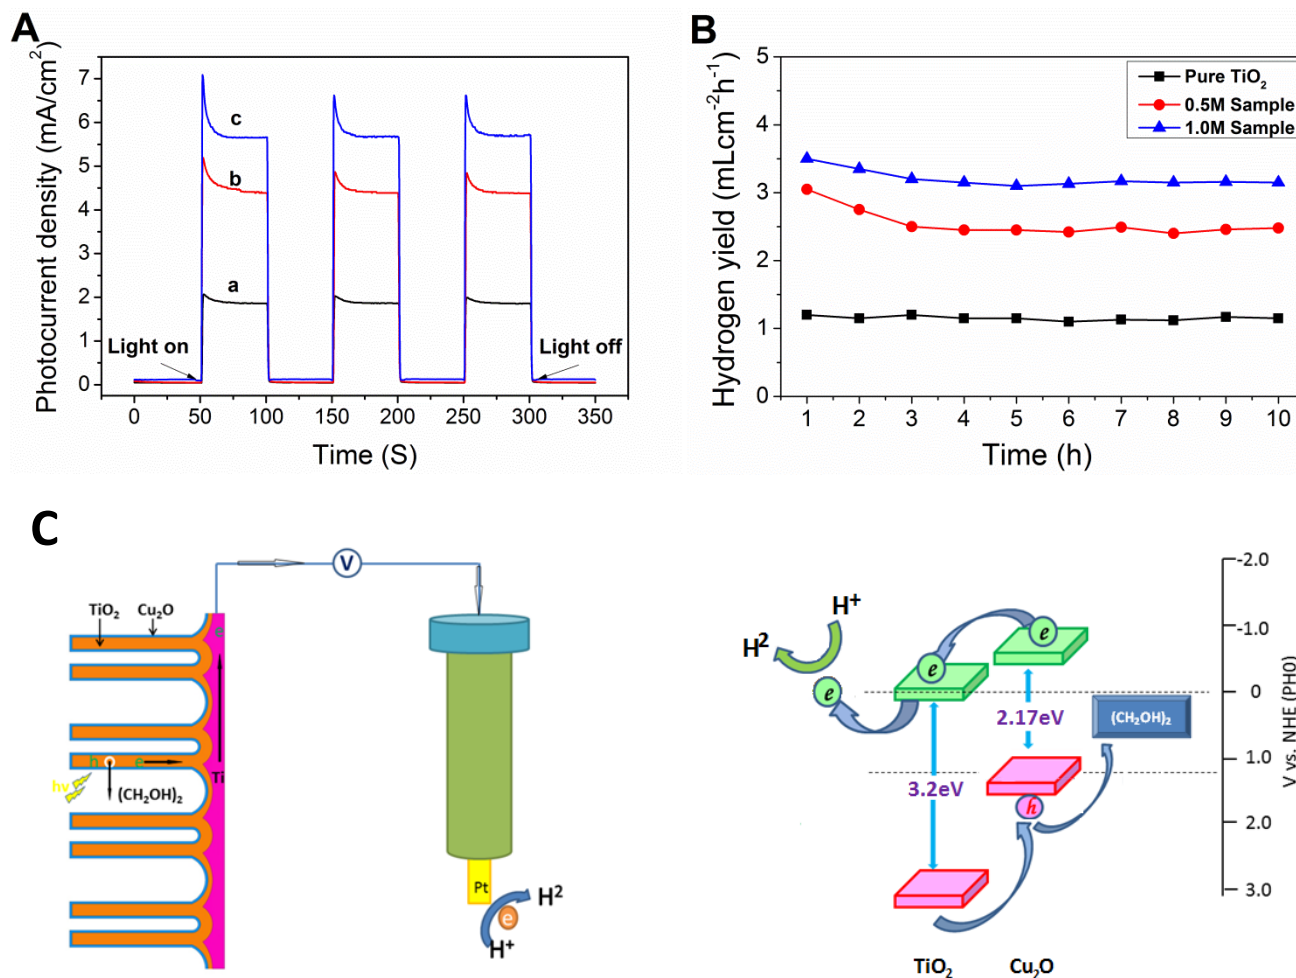 A
Photocurrent density (mA/cm²)
7
6
5
4
3
2
1
0
c
b
a
Light on
Light off
0 50 100 150 200 250 300 350
Time (S)
B
Hydrogen yield (mLcm⁻²h⁻¹)
5
4
3
2
1
0
Pure TiO₂
0.5M Sample
1.0M Sample
1 2 3 4 5 6 7 8 9 10
Time (h)
C
TiO₂
Cu₂O
e
V
h
e
hv
Ti
(CH₂OH)₂
Pt
H²
e
H⁺
H⁺
H²
e
e
e
2.17eV
(CH₂OH)₂
3.2eV
h
TiO₂
Cu₂O
-2.0
-1.0
0
1.0
2.0
3.0
V vs. NHE (PH0)